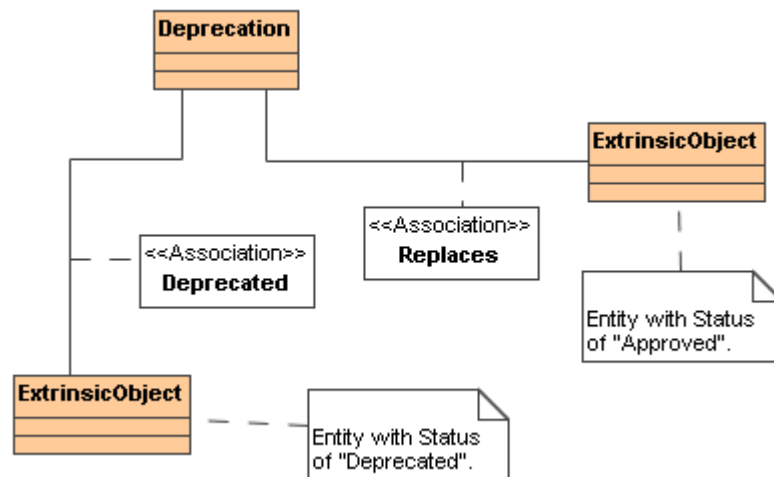 Deprecation
ExtrinsicObject
<<Association>>
Replaces
<<Association>>
Deprecated
Entity with Status
of "Approved".
ExtrinsicObject
Entity with Status
of "Deprecated".